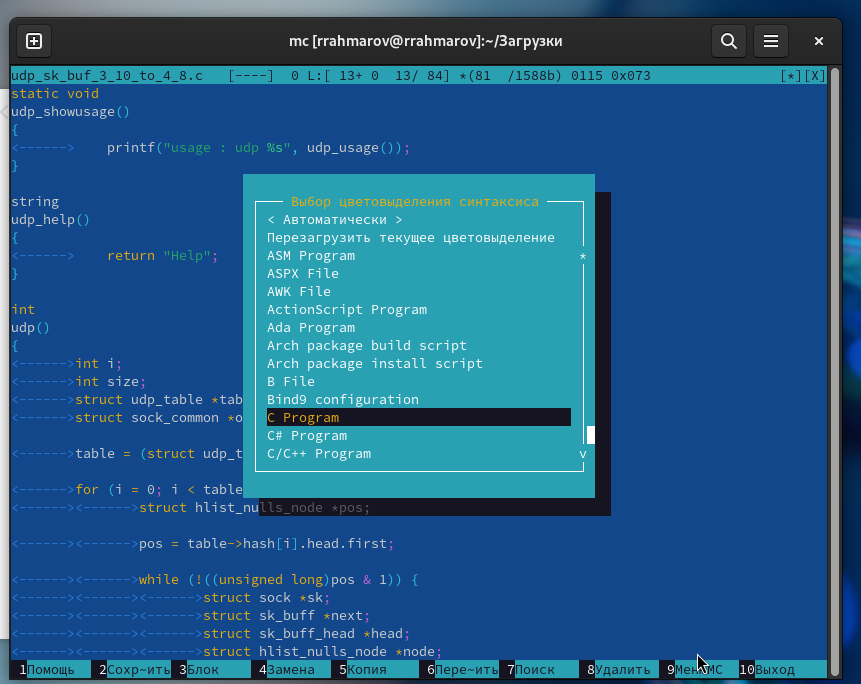 mc [rrahmarov@rrahmarov]:~/Загрузки
udp_sk_buf_3_10_to_4_8.c [----] 0 L:[ 13+ 0 13/ 84] *(81 /1588b) 0115 0x073 [*][X]
static void
udp_showusage()
{
<------> printf("usage : udp %s", udp_usage());
}
string
udp_help()
{
<------> return "Help";
}
int
udp()
{
<------>int i;
<------>int size;
<------>struct udp_table *tab
<------>struct sock_common *o
<------>table = (struct udp_t
<------>for (i = 0; i < table
<------><------>struct hlist_nulls_node *pos;
<------><------>pos = table->hash[i].head.first;
<------><------>while (!((unsigned long)pos & 1)) {
<------><------><------>struct sock *sk;
<------><------><------>struct sk_buff *next;
<------><------><------>struct sk_buff_head *head;
<------><------><------>struct hlist_nulls_node *node;
Выбор цветовыделения синтаксиса
< Автоматически >
Перезагрузить текущее цветовыделение
ASM Program
ASPX File
AWK File
ActionScript Program
Ada Program
Arch package build script
Arch package install script
B File
Bind9 configuration
C Program
C# Program
C/C++ Program
1Помощь 2Сохр~ить 3Блок 4Замена 5Копия 6Пере~ить 7Поиск 8Удалить 9МенюМС 10Выход